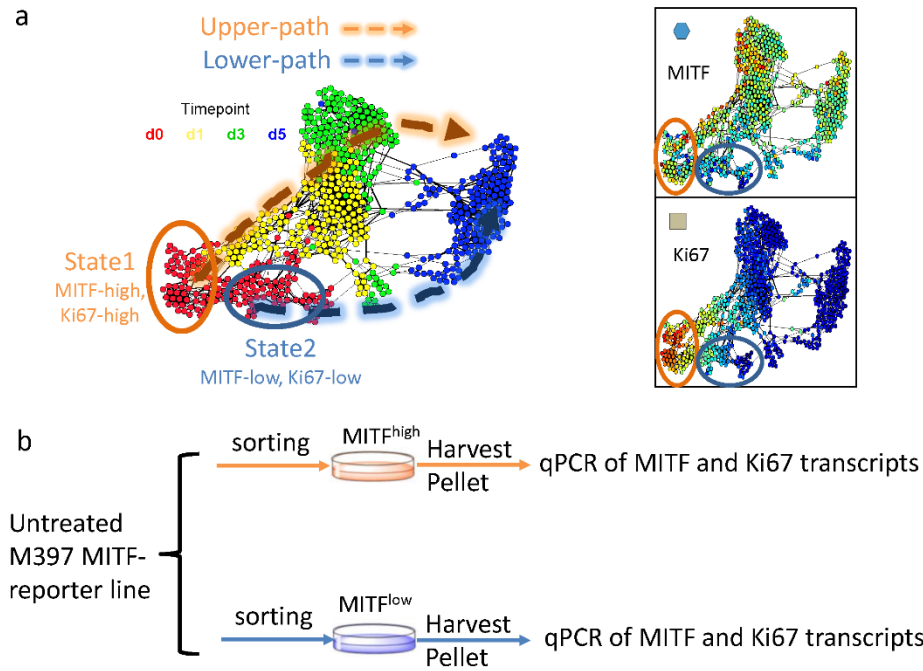 a
Upper-path
Lower-path
Timepoint
d0 d1 d3 d5
State1
MITF-high,
Ki67-high
State2
MITF-low, Ki67-low
MITF
Ki67
b
Untreated
M397 MITF-
reporter line
sorting
MITFhigh
Harvest
Pellet
qPCR of MITF and Ki67 transcripts
sorting
MITFlow
Harvest
Pellet
qPCR of MITF and Ki67 transcripts